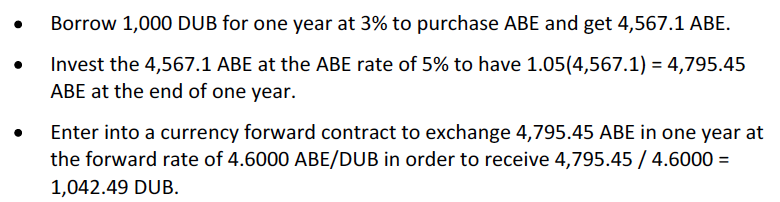 • Borrow 1,000 DUB for one year at 3% to purchase ABE and get 4,567.1 ABE.
• Invest the 4,567.1 ABE at the ABE rate of 5% to have 1.05(4,567.1) = 4,795.45
ABE at the end of one year.
• Enter into a currency forward contract to exchange 4,795.45 ABE in one year at
the forward rate of 4.6000 ABE/DUB in order to receive 4,795.45 / 4.6000 =
1,042.49 DUB.